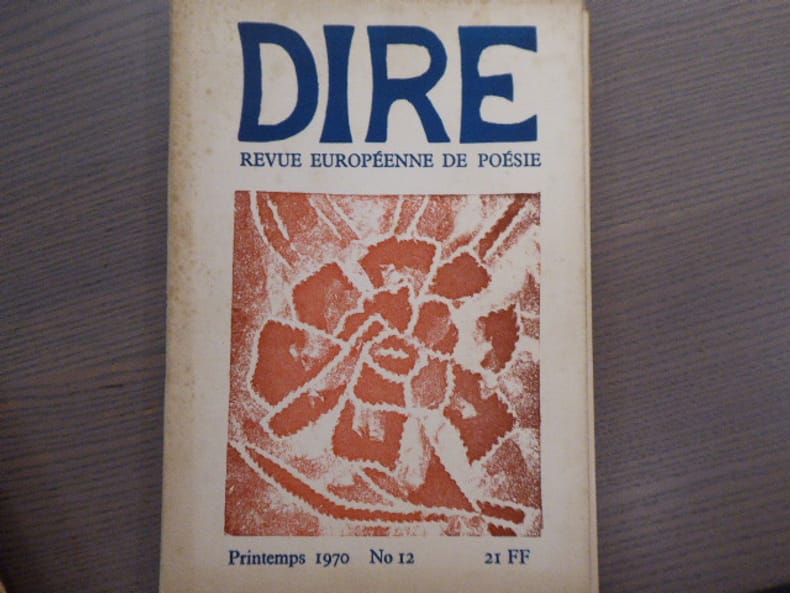 DIRE
REVUE EUROPÉENNE DE POÉSIE
Printemps 1970 No 12 21 FF